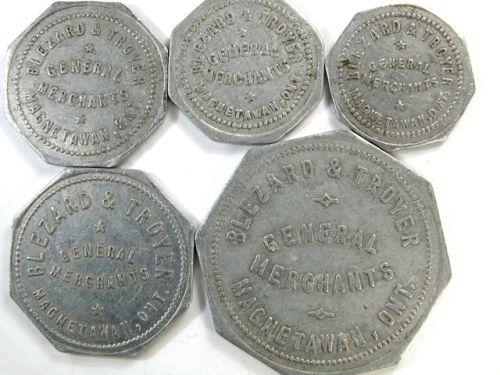 BLEZARD & TROYER
GENERAL
MERCHANTS
MAGNETAWAN, ONT.
BLEZARD & TROYER
GENERAL
MERCHANTS
MAGNETAWAN, ONT.
BLEZARD & TROYER
GENERAL
MERCHANTS
MAGNETAWAN, ONT.
BLEZARD & TROYER
GENERAL
MERCHANTS
MAGNETAWAN, ONT.
BLEZARD & TROYER
GENERAL
MERCHANTS
MAGNETAWAN, ONT.